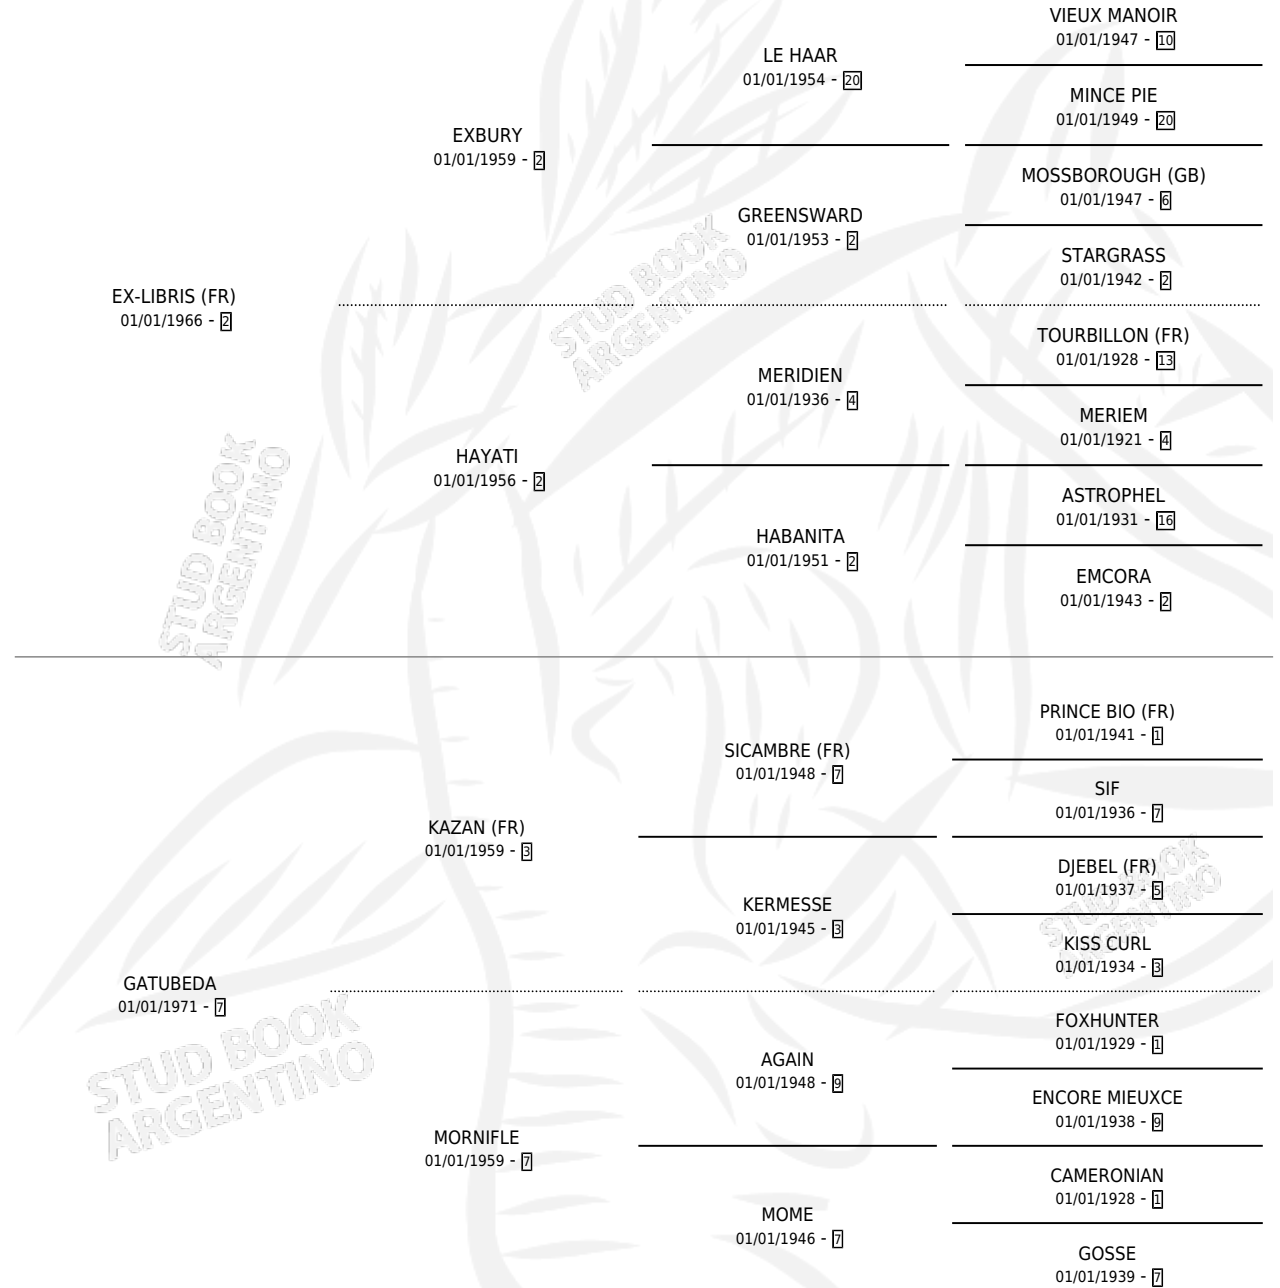 VIEUX MANOIR
01/01/1947 - 10
LE HAAR
01/01/1954 - 20
MINCE PIE
01/01/1949 - 20
EXBURY
01/01/1959 - 2
MOSSBOROUGH (GB)
01/01/1947 - 6
GREENSWARD
01/01/1953 - 2
STARGRASS
01/01/1942 - 2
EX-LIBRIS (FR)
01/01/1966 - 2
TOURBILLON (FR)
01/01/1928 - 13
MERIDIEN
01/01/1936 - 4
MERIEM
01/01/1921 - 4
HAYATI
01/01/1956 - 2
ASTROPHEL
01/01/1931 - 16
HABANITA
01/01/1951 - 2
EMCORA
01/01/1943 - 2
STUD BOOK
ARGENTINO
STUD BOOK
ARGENTINO
PRINCE BIO (FR)
01/01/1941 - 1
SICAMBRE (FR)
01/01/1948 - 7
SIF
01/01/1936 - 7
KAZAN (FR)
01/01/1959 - 3
DJEBEL (FR)
01/01/1937 - 5
KERMESSE
01/01/1945 - 3
KISS CURL
01/01/1934 - 3
STUD BOOK
ARGENTINO
GATUBEDA
01/01/1971 - 7
FOXHUNTER
01/01/1929 - 1
AGAIN
01/01/1948 - 9
ENCORE MIEUXCE
01/01/1938 - 9
STUD BOOK
ARGENTINO
MORNIFLE
01/01/1959 - 7
CAMERONIAN
01/01/1928 - 1
MOME
01/01/1946 - 7
GOSSE
01/01/1939 - 7